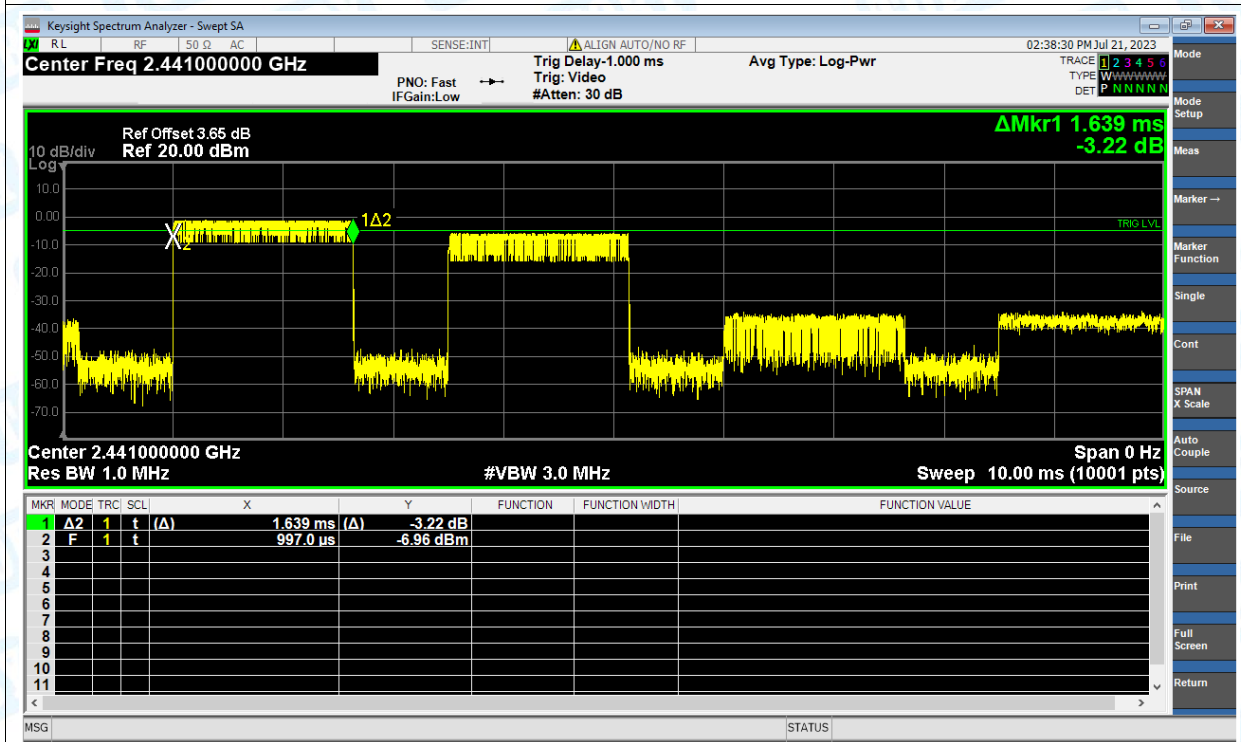 Keysight Spectrum Analyzer - Swept SA
LXI RL RF 50 Ω AC SENSE:INT ALIGN AUTO/NO RF 02:38:30 PM Jul 21, 2023
Center Freq 2.441000000 GHz
PNO: Fast
IFGain:Low
Trig Delay-1.000 ms
Trig: Video
#Atten: 30 dB
Avg Type: Log-Pwr
TRACE 1 2 3 4 5 6
TYPE WWWWWW
DET P N N N N N
ΔMkr1 1.639 ms
-3.22 dB
Ref Offset 3.65 dB
10 dB/div Ref 20.00 dBm
Log
10.0
0.00
-10.0
-20.0
-30.0
-40.0
-50.0
-60.0
-70.0
1Δ2
X2
TRIG LVL
Center 2.441000000 GHz Span 0 Hz
Res BW 1.0 MHz #VBW 3.0 MHz Sweep 10.00 ms (10001 pts)
MKR MODE TRC SCL X Y FUNCTION FUNCTION WIDTH FUNCTION VALUE
1 Δ2 1 t (Δ) 1.639 ms (Δ) -3.22 dB
2 F 1 t 997.0 µs -6.96 dBm
3
4
5
6
7
8
9
10
11
MSG STATUS
Mode
Mode
Setup
Meas
Marker →
Marker
Function
Single
Cont
SPAN
X Scale
Auto
Couple
Source
File
Print
Full
Screen
Return